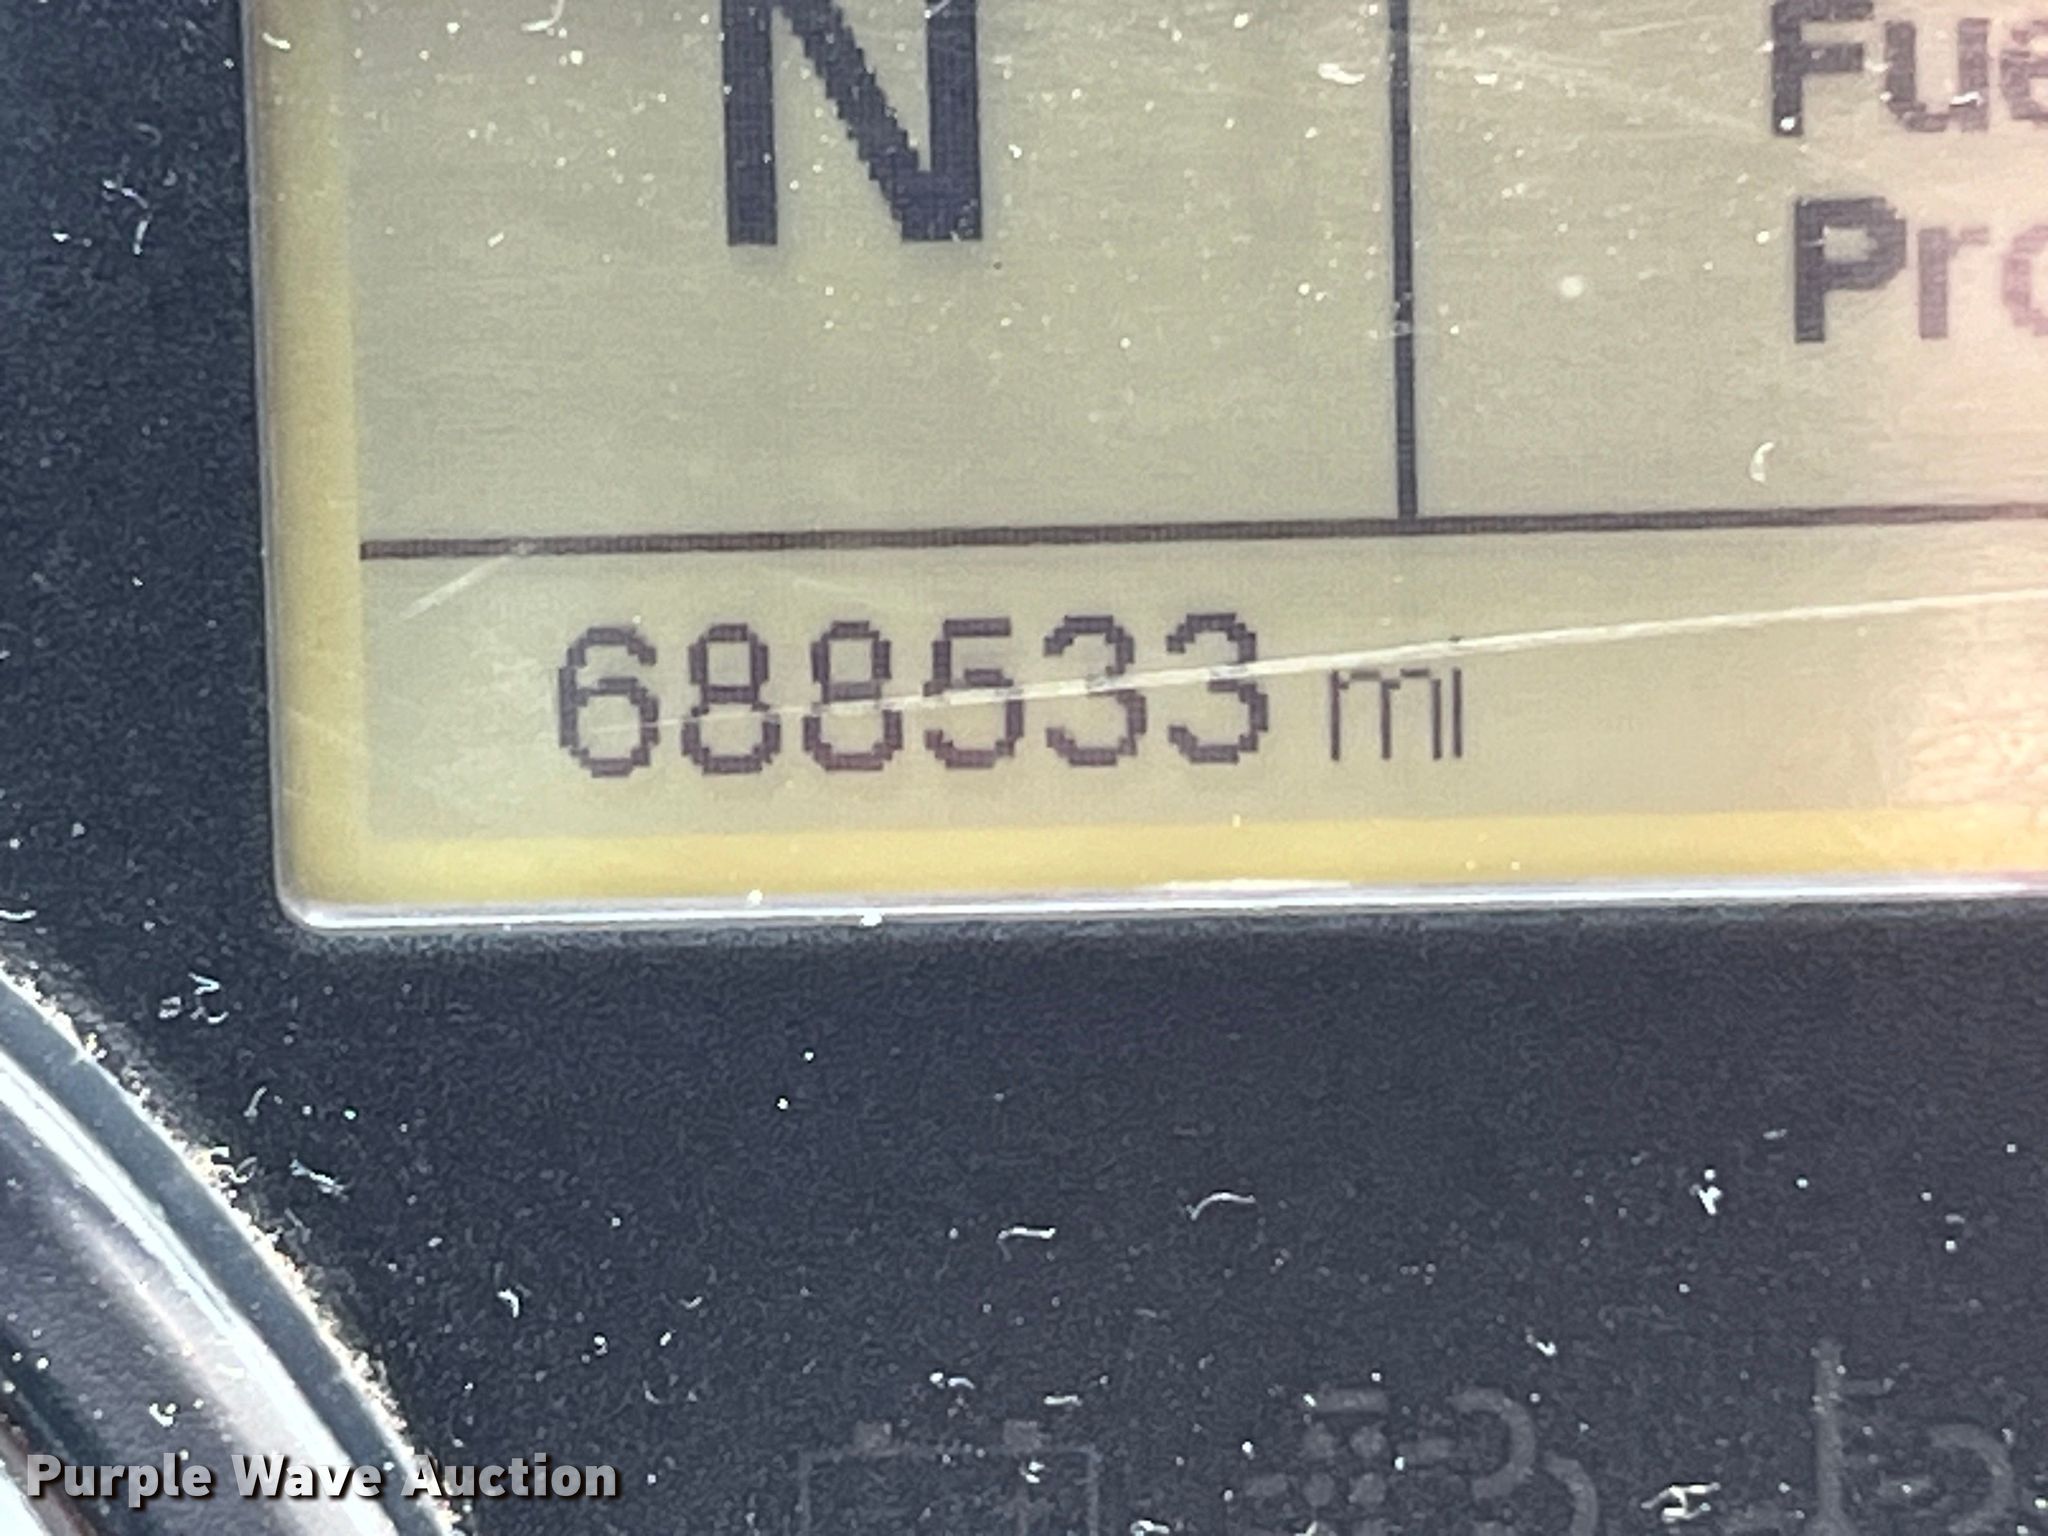 N
Fue
Pro
688533 mi
Purple Wave Auction